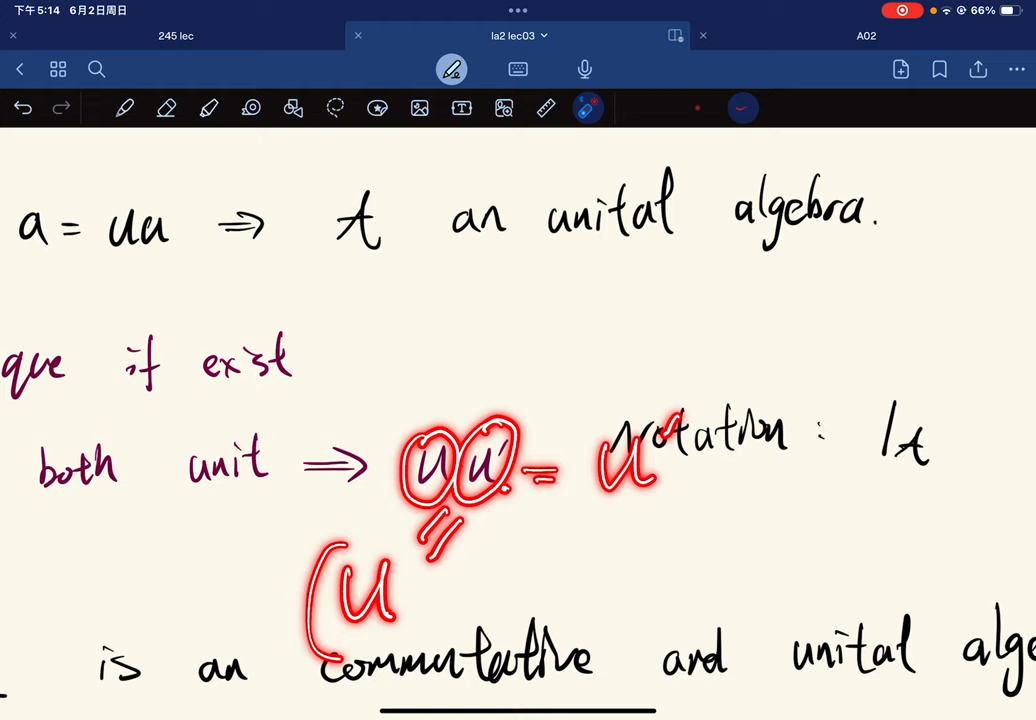 下午5:14 6月2日周日 66%
245 lec la2 lec03 A02
a = uu ⇒ A an unital algebra.
que if exist
both unit ⇒ uu' = u' notation: 1_A
(u
is an commutative and unital alge